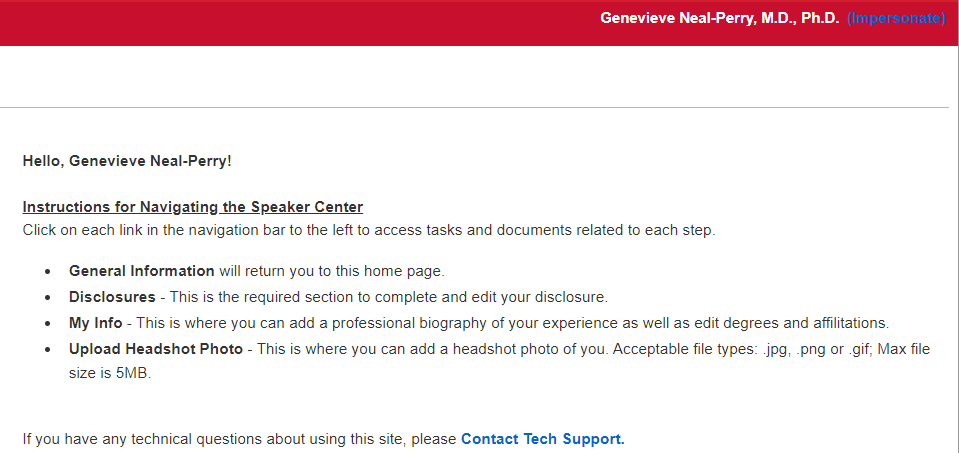 Genevieve Neal-Perry, M.D., Ph.D. (Impersonate)
Hello, Genevieve Neal-Perry!
Instructions for Navigating the Speaker Center
Click on each link in the navigation bar to the left to access tasks and documents related to each step.
• General Information will return you to this home page.
• Disclosures - This is the required section to complete and edit your disclosure.
• My Info - This is where you can add a professional biography of your experience as well as edit degrees and affilitations.
• Upload Headshot Photo - This is where you can add a headshot photo of you. Acceptable file types: .jpg, .png or .gif; Max file
size is 5MB.
If you have any technical questions about using this site, please Contact Tech Support.